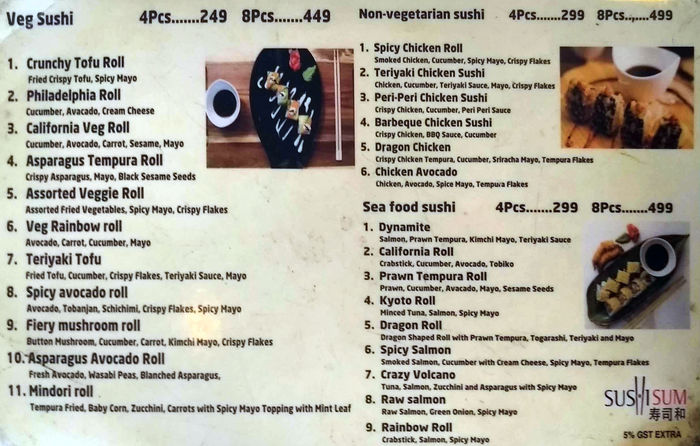 Veg Sushi 4Pcs.......249 8Pcs.......449
1. Crunchy Tofu Roll
Fried Crispy Tofu, Spicy Mayo
2. Philadelphia Roll
Cucumber, Avacado, Cream Cheese
3. California Veg Roll
Cucumber, Avocado, Carrot, Sesame, Mayo
4. Asparagus Tempura Roll
Crispy Asparagus, Mayo, Black Sesame Seeds
5. Assorted Veggie Roll
Assorted Fried Vegetables, Spicy Mayo, Crispy Flakes
6. Veg Rainbow roll
Avocado, Carrot, Cucumber, Mayo
7. Teriyaki Tofu
Fried Tofu, Cucumber, Crispy Flakes, Teriyaki Sauce, Mayo
8. Spicy avocado roll
Avocado, Tobanjan, Schichimi, Crispy Flakes, Spicy Mayo
9. Fiery mushroom roll
Button Mushroom, Cucumber, Carrot, Kimchi Mayo, Crispy Flakes
10. Asparagus Avocado Roll
Fresh Avocado, Wasabi Peas, Blanched Asparagus,
11. Mindori roll
Tempura Fried, Baby Corn, Zucchini, Carrots with Spicy Mayo Topping with Mint Leaf
Non-vegetarian sushi 4Pcs.......299 8Pcs.......499
1. Spicy Chicken Roll
Smoked Chicken, Cucumber, Spicy Mayo, Crispy Flakes
2. Teriyaki Chicken Sushi
Chicken, Cucumber, Teriyaki Sauce, Mayo, Crispy Flakes
3. Peri-Peri Chicken Sushi
Crispy Chicken, Cucumber, Peri Peri Sauce
4. Barbeque Chicken Sushi
Crispy Chicken, BBQ Sauce, Cucumber
5. Dragon Chicken
Crispy Chicken Tempura, Cucumber, Sriracha Mayo, Tempura Flakes
6. Chicken Avocado
Chicken, Avocado, Spice Mayo, Tempura Flakes
Sea food sushi 4Pcs.......299 8Pcs.......499
1. Dynamite
Salmon, Prawn Tempura, Kimchi Mayo, Teriyaki Sauce
2. California Roll
Crabstick, Cucumber, Avocado, Tobiko
3. Prawn Tempura Roll
Prawn, Cucumber, Avacado, Mayo, Sesame Seeds
4. Kyoto Roll
Minced Tuna, Salmon, Spicy Mayo
5. Dragon Roll
Dragon Shaped Roll with Prawn Tempura, Togarashi, Teriyaki and Mayo
6. Spicy Salmon
Smoked Salmon, Cucumber with Cream Cheese, Spicy Mayo, Tempura Flakes
7. Crazy Volcano
Tuna, Salmon, Zucchini and Asparagus with Spicy Mayo
8. Raw salmon
Raw Salmon, Green Onion, Spicy Mayo
9. Rainbow Roll
Crabstick, Salmon, Spicy Mayo
SUSHI SUM
寿司和
5% GST EXTRA